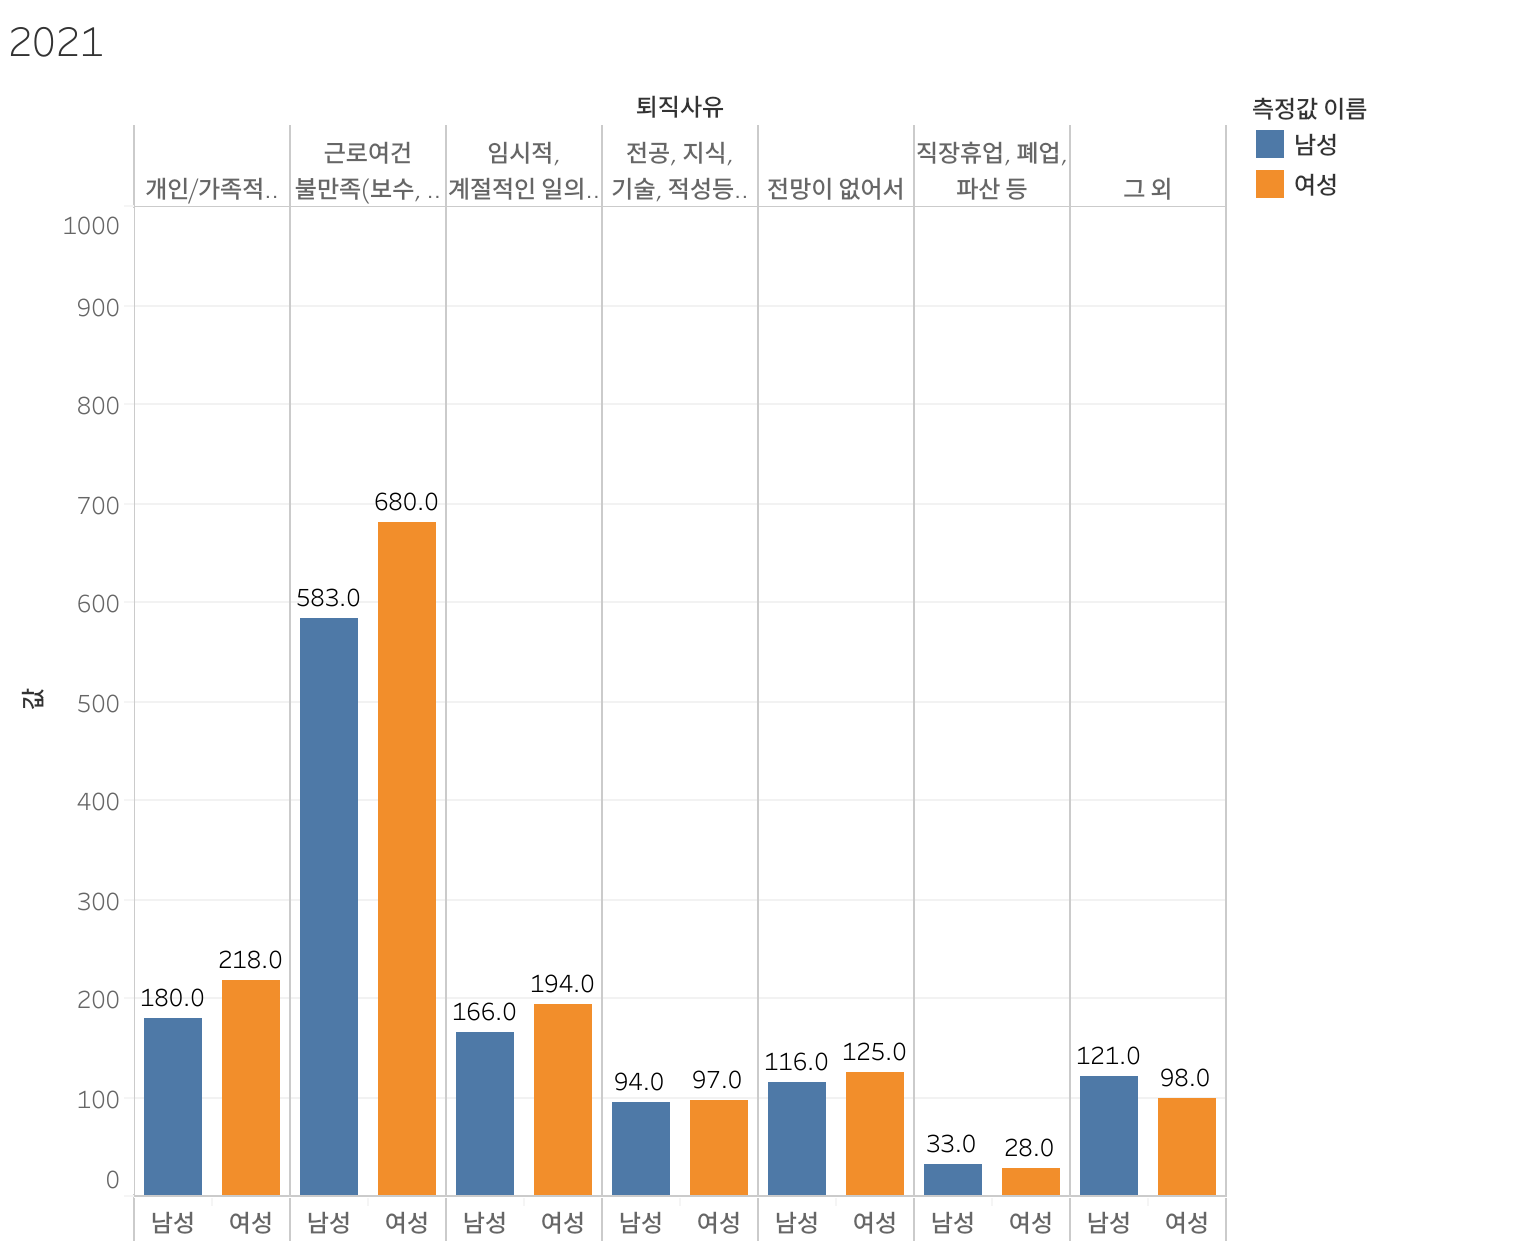 2021
퇴직사유
개인/가족적..
근로여건
불만족(보수, ..
임시적,
계절적인 일의..
전공, 지식,
기술, 적성등..
전망이 없어서
직장휴업, 폐업,
파산 등
그 외
측정값 이름
남성
여성
1000
900
800
700
600
500
400
300
200
100
0
값
180.0
218.0
583.0
680.0
166.0
194.0
94.0
97.0
116.0
125.0
33.0
28.0
121.0
98.0
남성 여성 남성 여성 남성 여성 남성 여성 남성 여성 남성 여성 남성 여성